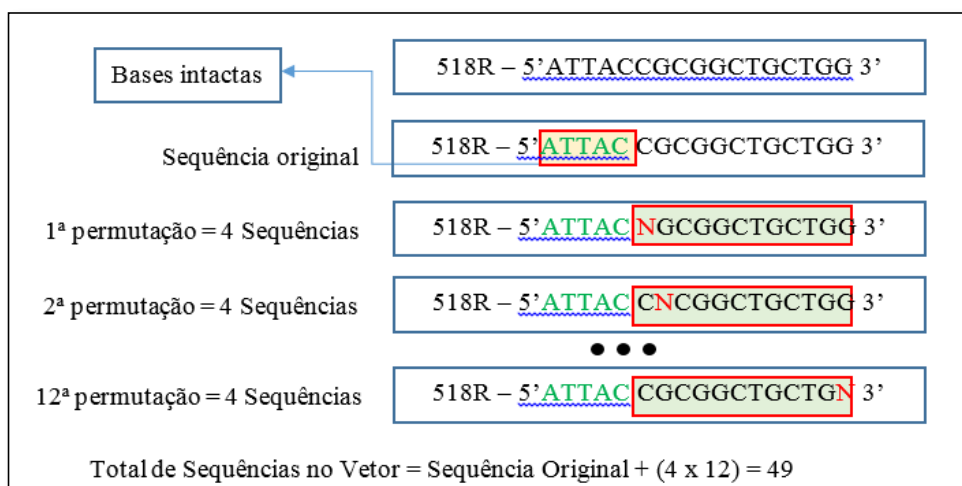 518R – 5'ATTACCGCGGCTGCTGG 3'
Bases intactas
Sequência original
518R – 5'ATTAC CGCGGCTGCTGG 3'
1ª permutação = 4 Sequências
518R – 5'ATTAC NGCGGCTGCTGG 3'
2ª permutação = 4 Sequências
518R – 5'ATTAC CNCGGCTGCTGG 3'
12ª permutação = 4 Sequências
518R – 5'ATTAC CGCGGCTGCTGN 3'
Total de Sequências no Vetor = Sequência Original + (4 x 12) = 49